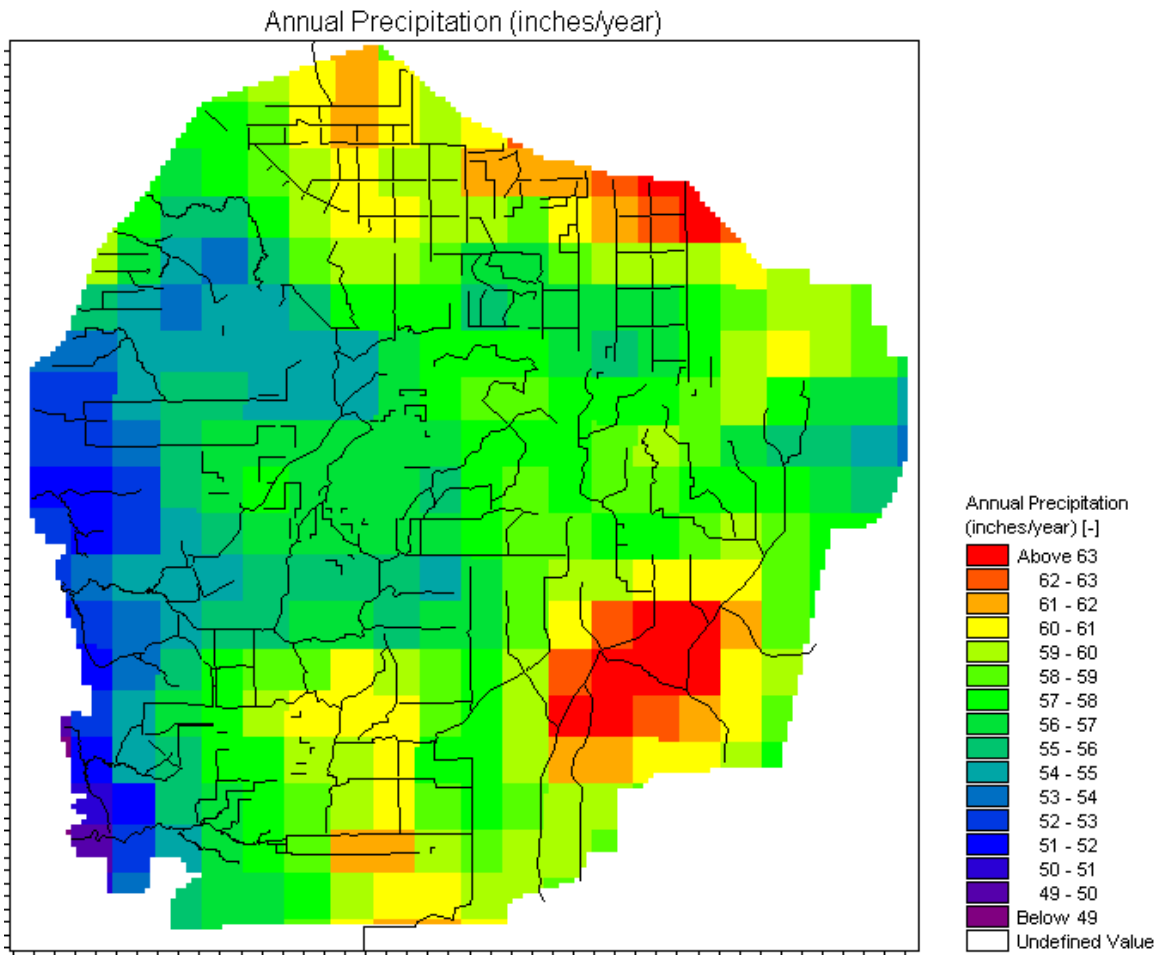 Annual Precipitation (inches/year)
Annual Precipitation
(inches/year) [-]
Above 63
62 - 63
61 - 62
60 - 61
59 - 60
58 - 59
57 - 58
56 - 57
55 - 56
54 - 55
53 - 54
52 - 53
51 - 52
50 - 51
49 - 50
Below 49
Undefined Value